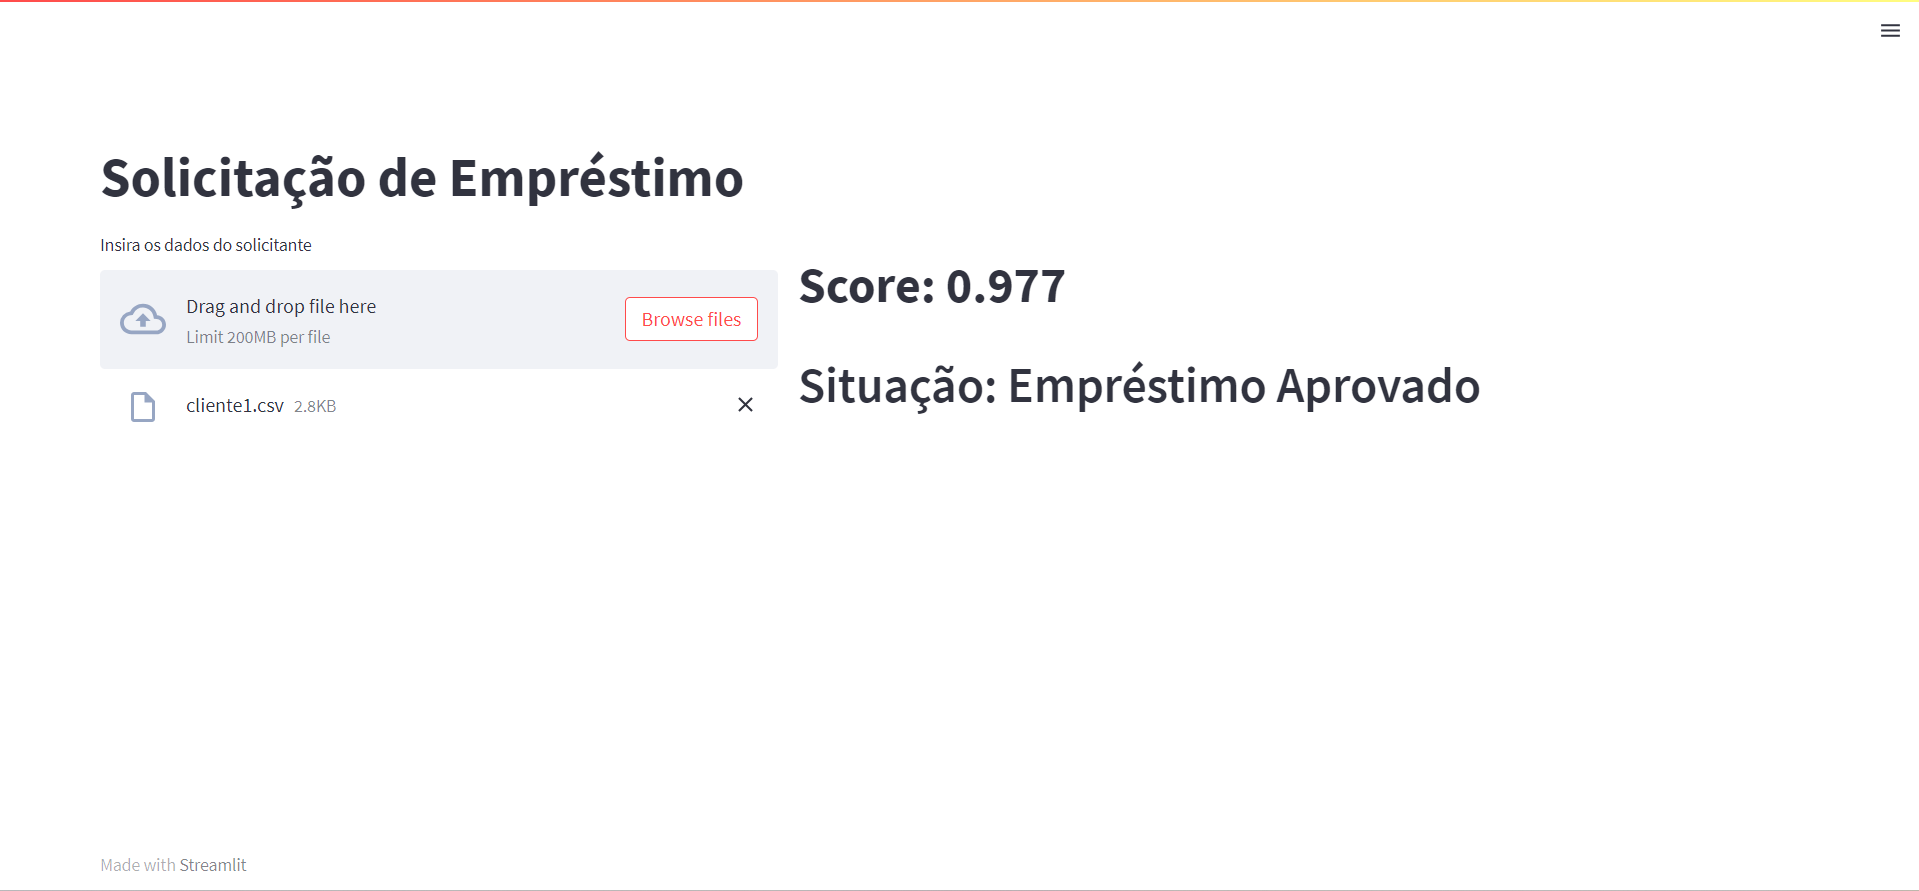 Solicitação de Empréstimo
Insira os dados do solicitante
Drag and drop file here
Limit 200MB per file
Browse files
cliente1.csv 2.8KB
Score: 0.977
Situação: Empréstimo Aprovado
Made with Streamlit